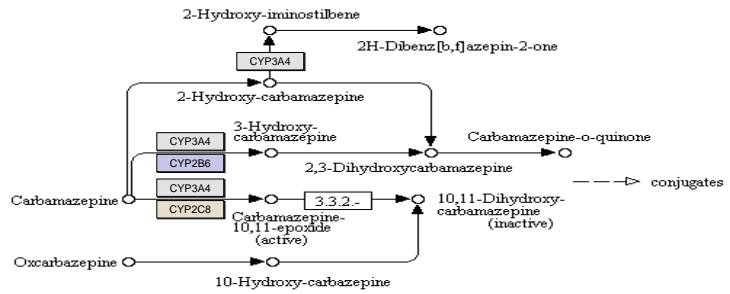 2-Hydroxy-iminostilbene
2H-Dibenz[b,f]azepin-2-one
CYP3A4
2-Hydroxy-carbamazepine
3-Hydroxy-
carbamazepine
CYP3A4
CYP2B6
Carbamazepine-o-quinone
2,3-Dihydroxycarbamazepine
conjugates
CYP3A4
CYP2C8
Carbamazepine
3.3.2.-
Carbamazepine-
10,11-epoxide
(active)
10,11-Dihydroxy-
carbamazepine
(inactive)
Oxcarbazepine
10-Hydroxy-carbazepine